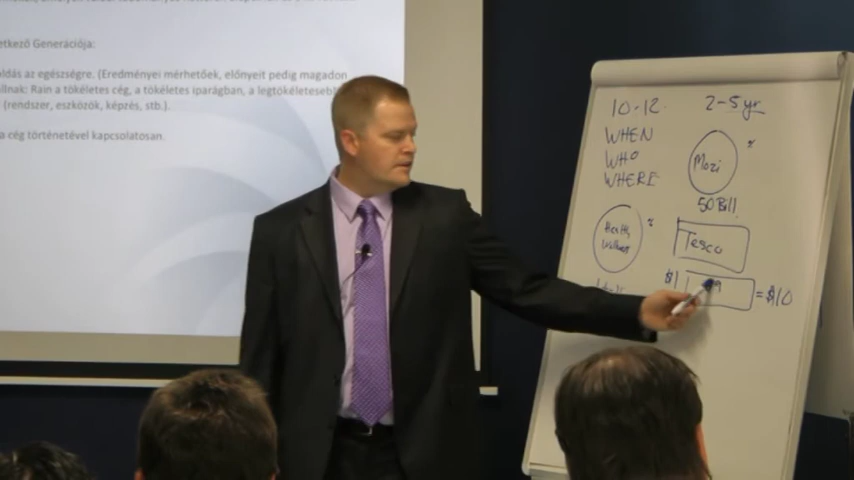 etkező Generációja:
oldás az egészségre. (Eredményei mérhetőek, előnyeit pedig magadon
állnak: Rain a tökéletes cég, a tökéletes iparágban, a legtökéletesebb
(rendszer, eszközök, képzés, stb.).
a cég történetével kapcsolatosan.
10-12 2-5 yr
WHEN
WHO
WHERE
Mozi %
50 Bill
Health %
Tesco
$1 = $10